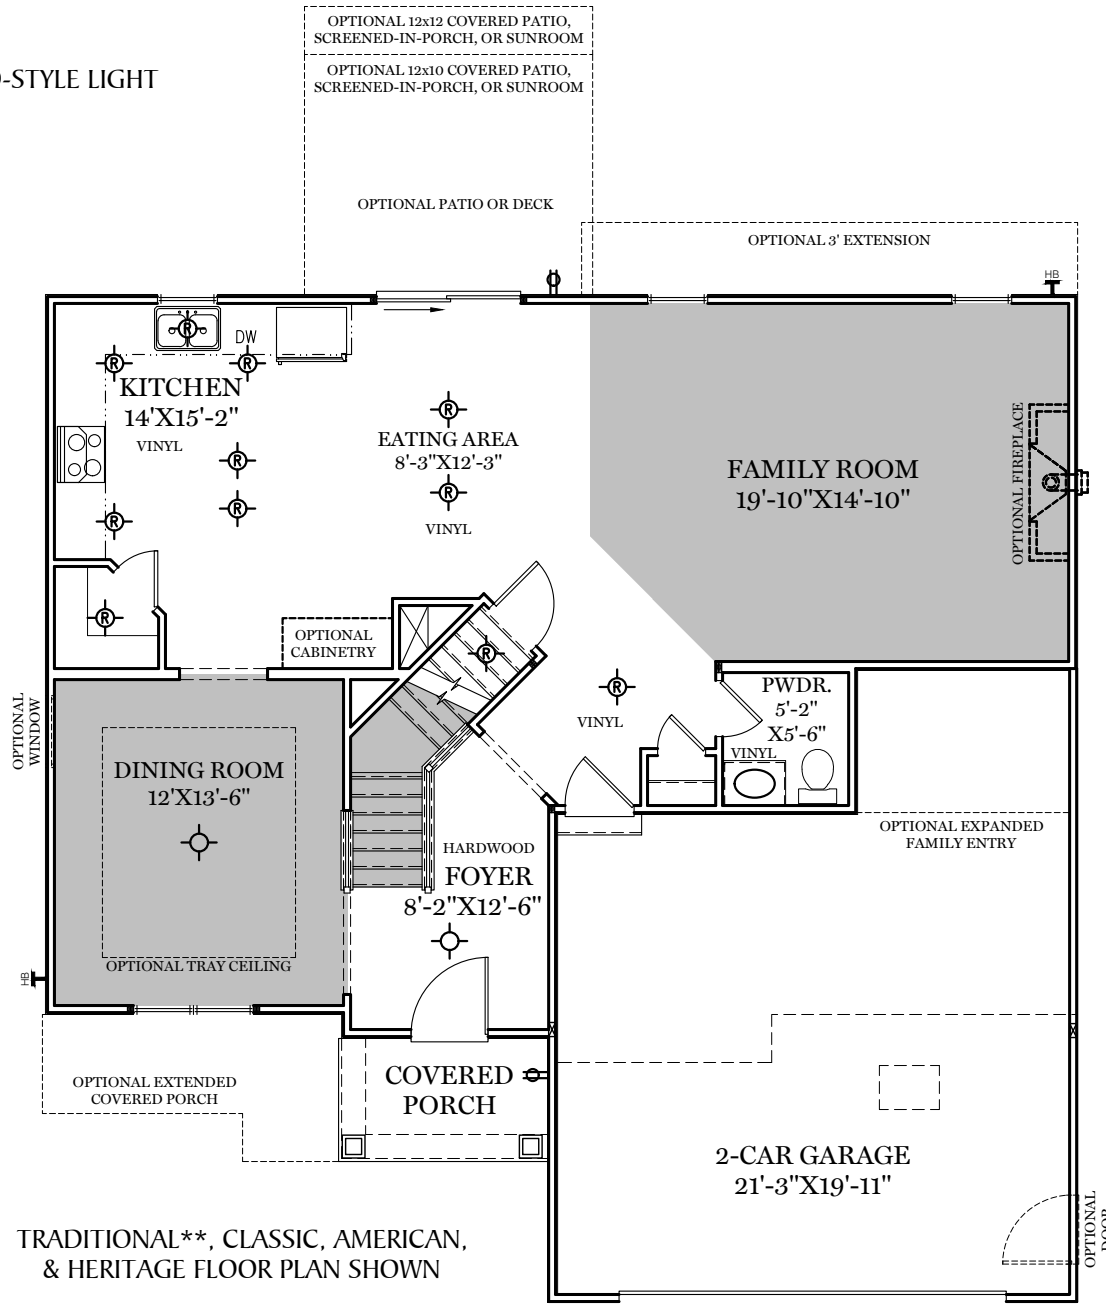 OPTIONAL 12x12 COVERED PATIO,
SCREENED-IN-PORCH, OR SUNROOM
OPTIONAL 12x10 COVERED PATIO,
SCREENED-IN-PORCH, OR SUNROOM
-STYLE LIGHT
OPTIONAL PATIO OR DECK
OPTIONAL 3' EXTENSION
HB
R
DW
R
R
KITCHEN
14'X15'-2"
VINYL
R
EATING AREA
8'-3"X12'-3"
R
VINYL
R
R
R
FAMILY ROOM
19'-10"X14'-10"
OPTIONAL FIREPLACE
R
OPTIONAL
CABINETRY
R
R
VINYL
PWDR.
5'-2"
X5'-6"
VINYL
OPTIONAL
WINDOW
DINING ROOM
12'X13'-6"
OPTIONAL TRAY CEILING
HARDWOOD
FOYER
8'-2"X12'-6"
OPTIONAL EXPANDED
FAMILY ENTRY
HB
OPTIONAL EXTENDED
COVERED PORCH
COVERED
PORCH
2-CAR GARAGE
21'-3"X19'-11"
OPTIONAL
DOOR
TRADITIONAL**, CLASSIC, AMERICAN,
& HERITAGE FLOOR PLAN SHOWN